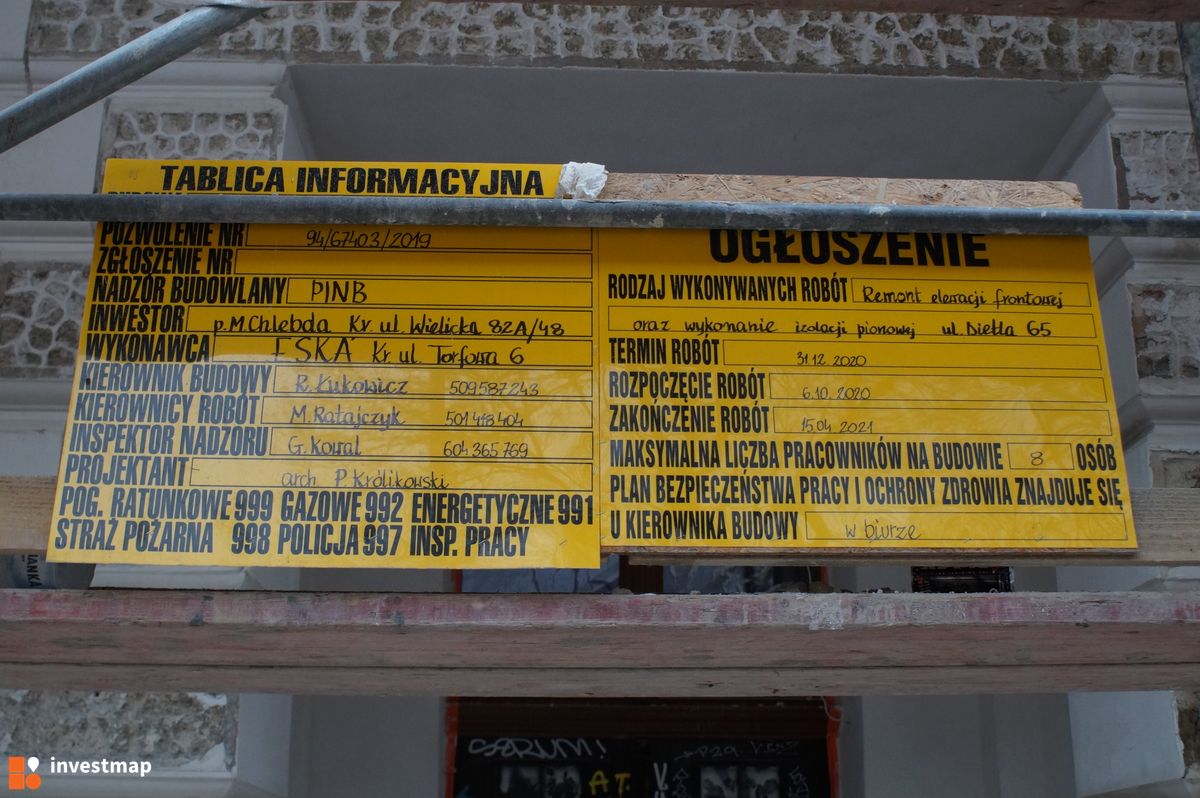 TABLICA INFORMACYJNA
POZWOLENIE NR 94/6740.3/2019
ZGŁOSZENIE NR
NADZÓR BUDOWLANY PINB
INWESTOR p. M Chlebda Kr ul. Wielicka 82A/48
WYKONAWCA ESKA Kr ul. Torfowa 6
KIEROWNIK BUDOWY R. Łukowicz 509587243
KIEROWNICY ROBÓT M. Ratajczyk 501418404
INSPEKTOR NADZORU G. Kowal 604365769
PROJEKTANT arch P. Królikowski
POG. RATUNKOWE 999 GAZOWE 992 ENERGETYCZNE 991
STRAŻ POŻARNA 998 POLICJA 997 INSP. PRACY
OGŁOSZENIE
RODZAJ WYKONYWANYCH ROBÓT Remont elewacji frontowej
oraz wykonanie izolacji pionowej ul. Dietla 65
TERMIN ROBÓT 31.12.2020
ROZPOCZĘCIE ROBÓT 6.10.2020
ZAKOŃCZENIE ROBÓT 15.04.2021
MAKSYMALNA LICZBA PRACOWNIKÓW NA BUDOWIE 8 OSÓB
PLAN BEZPIECZEŃSTWA PRACY I OCHRONY ZDROWIA ZNAJDUJE SIĘ
U KIEROWNIKA BUDOWY w biurze
A.T.
investmap